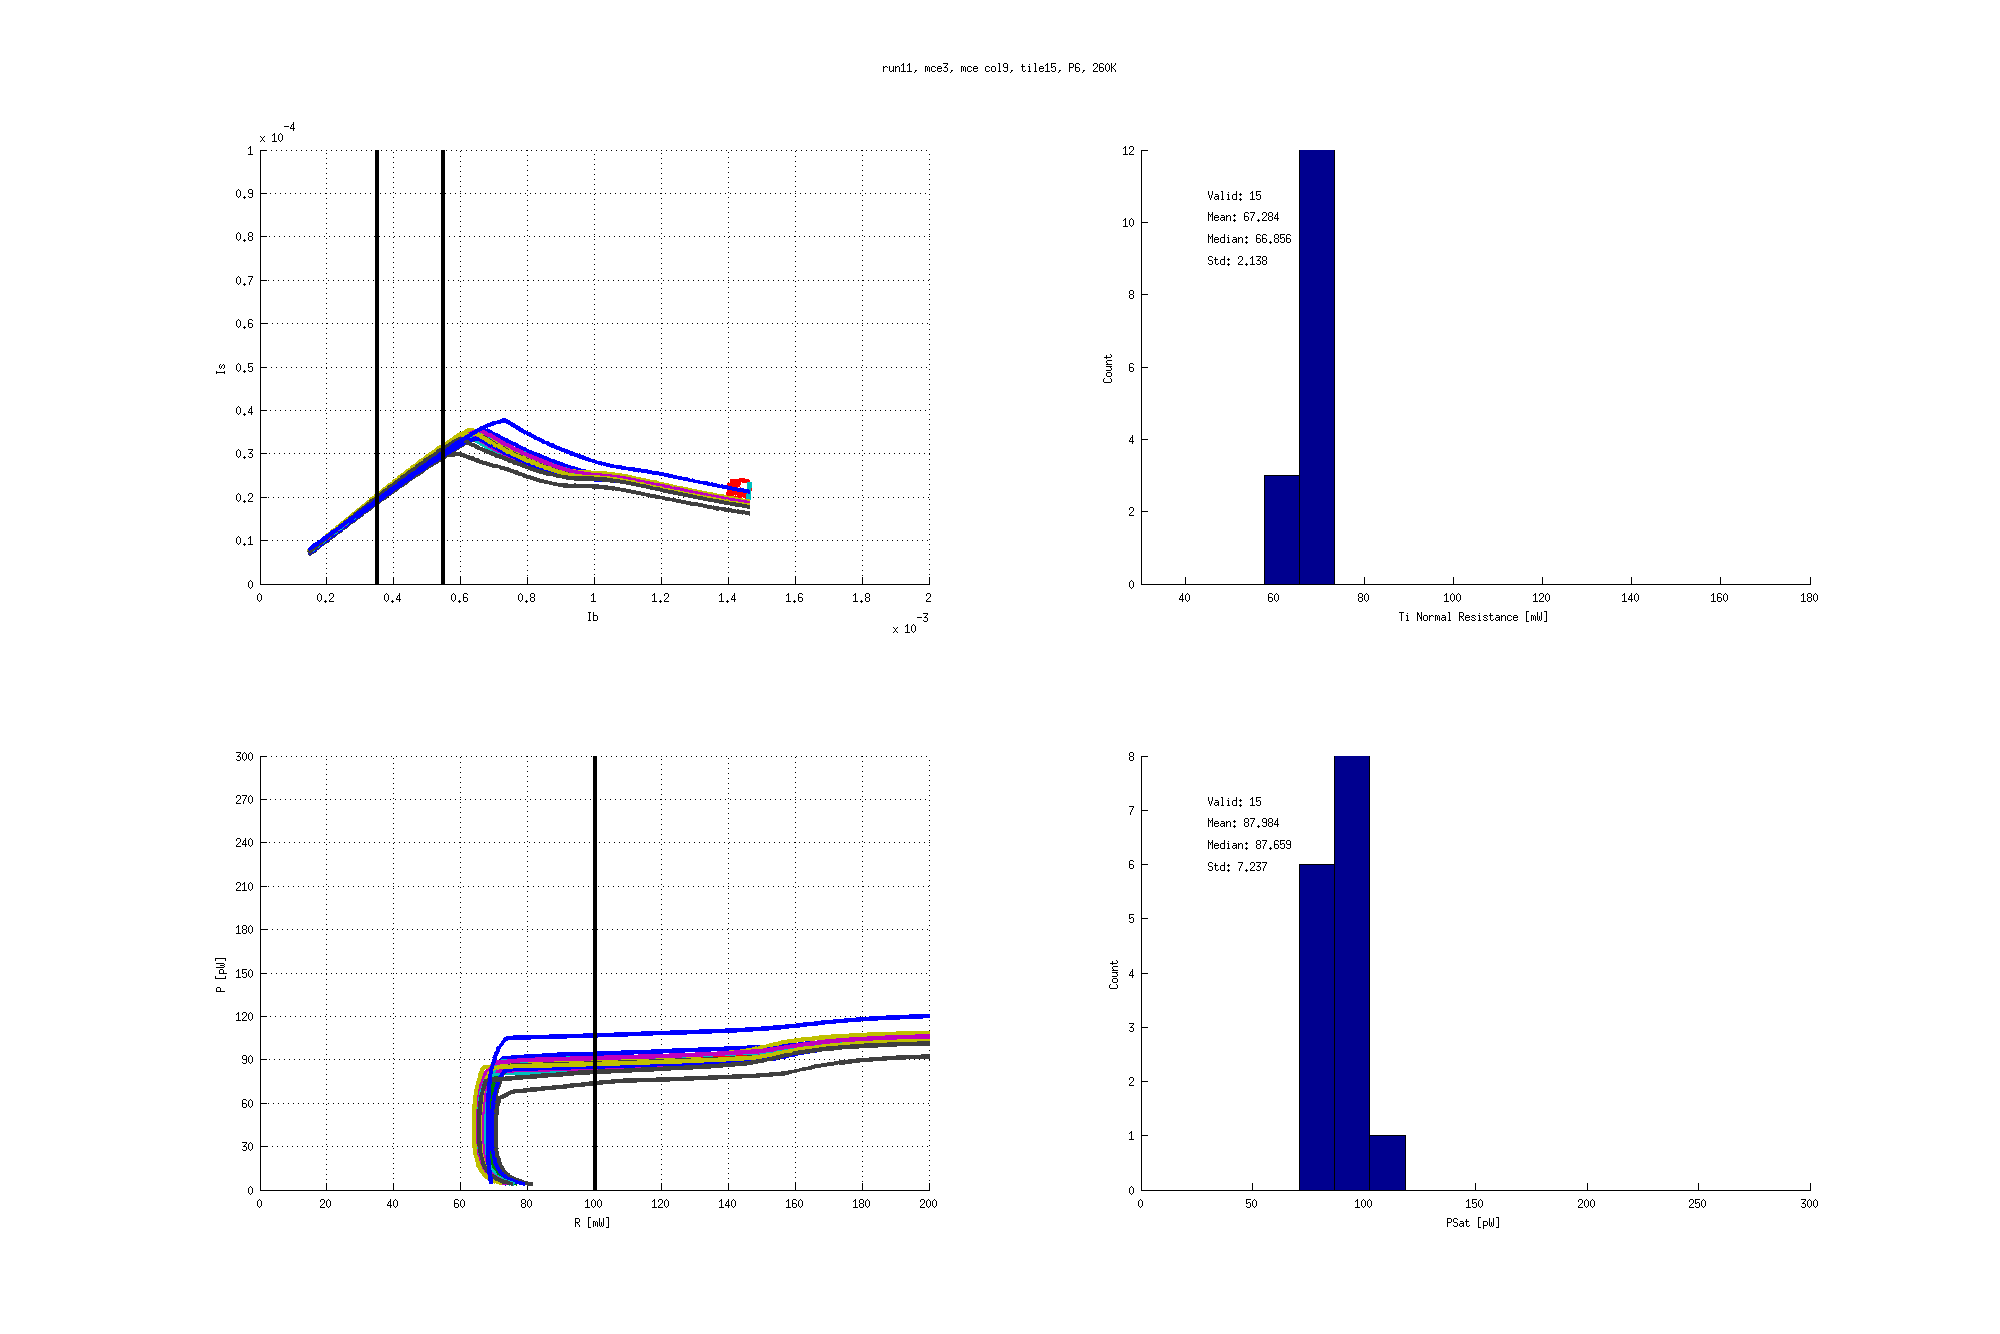 run11, mce3, mce col9, tile15, P6, 260K
x 10^-4
1
0.9
0.8
0.7
0.6
0.5
0.4
0.3
0.2
0.1
0
Is
0 0.2 0.4 0.6 0.8 1 1.2 1.4 1.6 1.8 2
Ib
x 10^-3
12
10
8
6
4
2
0
Count
Valid: 15
Mean: 67.284
Median: 66.856
Std: 2.138
40 60 80 100 120 140 160 180
Ti Normal Resistance [mW]
300
270
240
210
180
150
120
90
60
30
0
P [pW]
0 20 40 60 80 100 120 140 160 180 200
R [mW]
8
7
6
5
4
3
2
1
0
Count
Valid: 15
Mean: 87.984
Median: 87.659
Std: 7.237
0 50 100 150 200 250 300
PSat [pW]